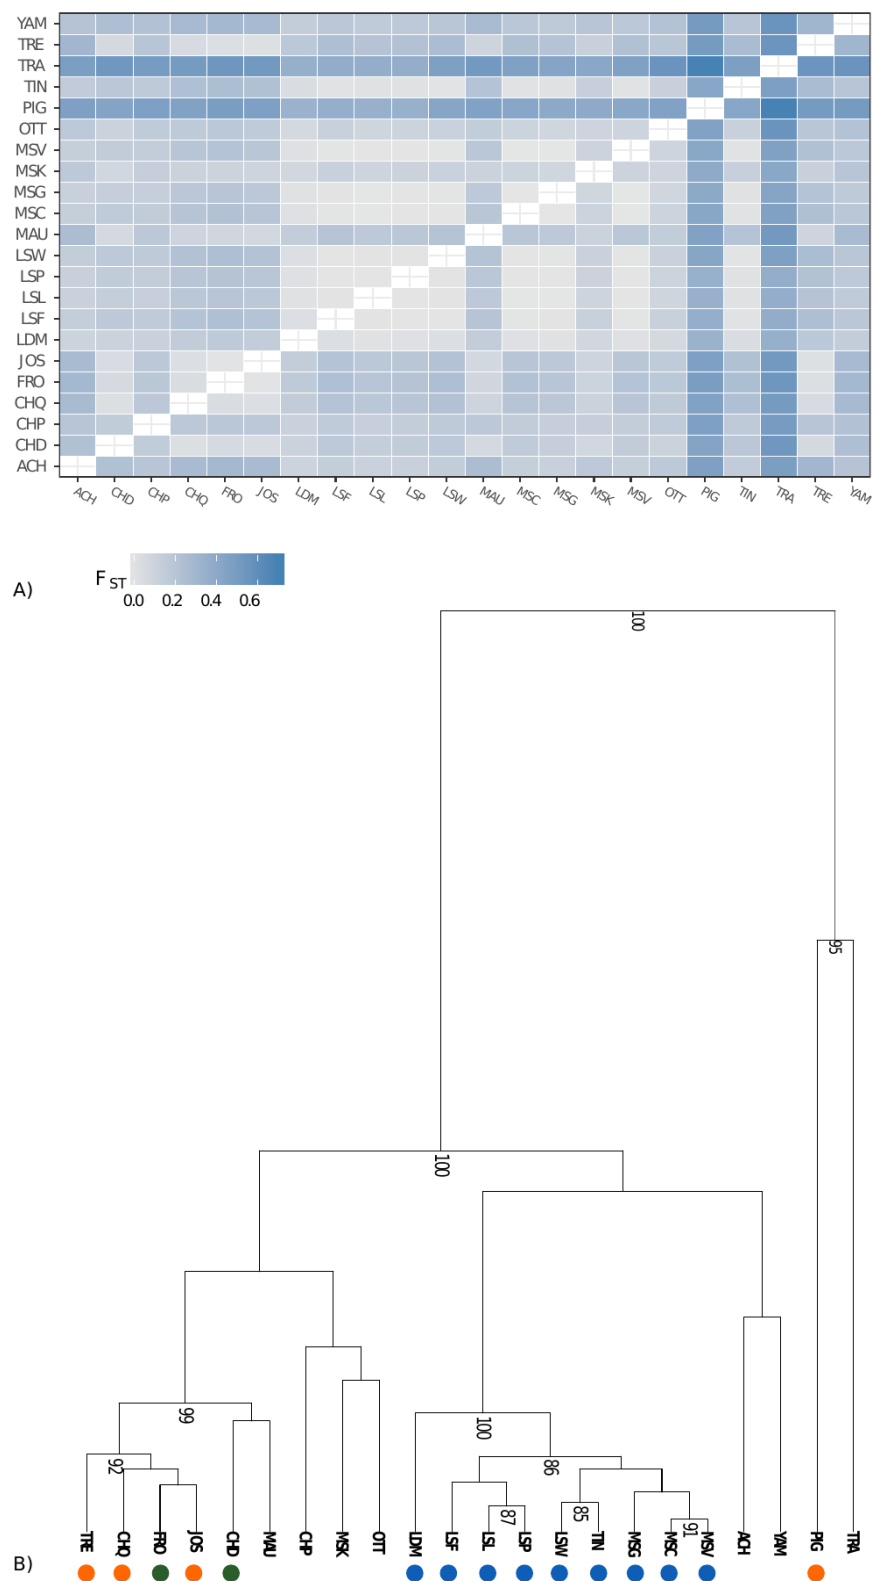 YAM
TRE
TRA
TIN
PIG
OTT
MSV
MSK
MSG
MSC
MAU
LSW
LSP
LSL
LSF
LDM
JOS
FRO
CHQ
CHP
CHD
ACH
ACH CHD CHP CHQ FRO JOS LDM LSF LSL LSP LSW MAU MSC MSG MSK MSV OTT PIG TIN TRA TRE YAM
A) F ST
0.0 0.2 0.4 0.6
100
95
100
99 100
92 86
87 85 91
TRE CHQ FRO JOS CHD MAU CHP MSK OTT LDM LSF LSL LSP LSW TIN MSG MSC MSV ACH YAM PIG TRA
B)